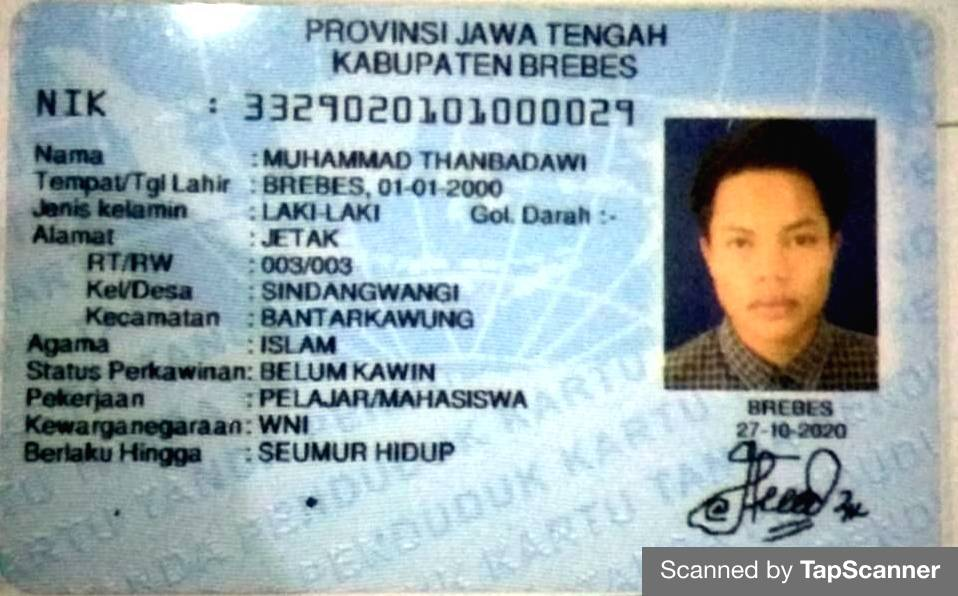 PROVINSI JAWA TENGAH
KABUPATEN BREBES
NIK : 3329020101000029
Nama : MUHAMMAD THANBADAWI
Tempat/Tgl Lahir : BREBES, 01-01-2000
Jenis kelamin : LAKI-LAKI Gol. Darah : -
Alamat : JETAK
RT/RW : 003/003
Kel/Desa : SINDANGWANGI
Kecamatan : BANTARKAWUNG
Agama : ISLAM
Status Perkawinan: BELUM KAWIN
Pekerjaan : PELAJAR/MAHASISWA
Kewarganegaraan: WNI
Berlaku Hingga : SEUMUR HIDUP
BREBES
27-10-2020
Scanned by TapScanner